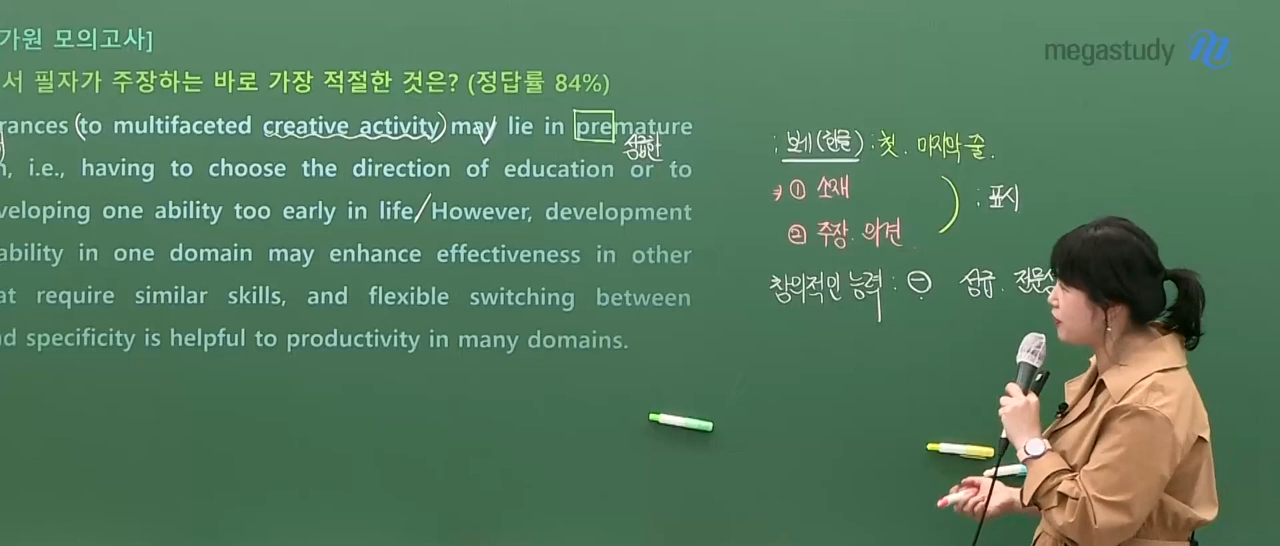 megastudy
가원 모의고사]
서 필자가 주장하는 바로 가장 적절한 것은? (정답률 84%)
rances (to multifaceted creative activity) may lie in premature
성급한
n, i.e., having to choose the direction of education or to
veloping one ability too early in life/However, development
ability in one domain may enhance effectiveness in other
at require similar skills, and flexible switching between
nd specificity is helpful to productivity in many domains.
: 보기(한글) : 첫. 마지막 줄.
① 소재
② 주장. 의견
: 표시
창의적인 능력 : ⊖ 성급. 전문성